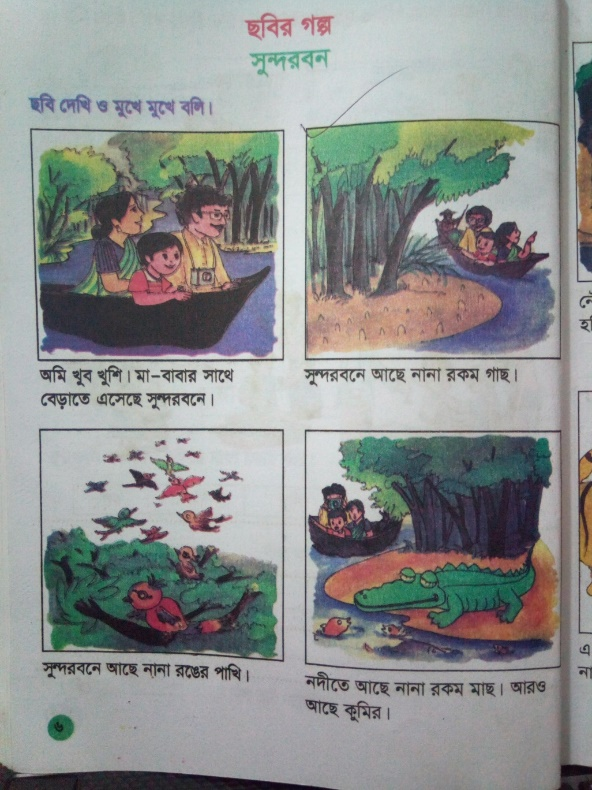 ছবির গল্প
সুন্দরবন
ছবি দেখি ও মুখে মুখে বলি।
অমি খুব খুশি। মা-বাবার সাথে
বেড়াতে এসেছে সুন্দরবনে।
সুন্দরবনে আছে নানা রকম গাছ।
সুন্দরবনে আছে নানা রঙের পাখি।
নদীতে আছে নানা রকম মাছ। আরও
আছে কুমির।
৬